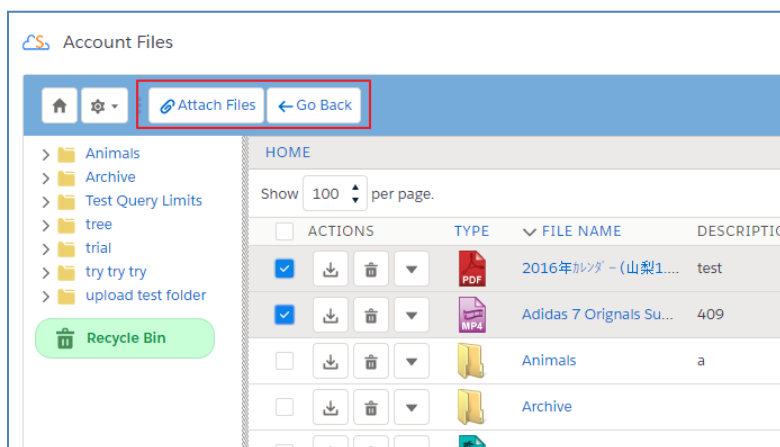 S. Account Files
Attach Files Go Back
Animals
Archive
Test Query Limits
tree
trial
try try try
upload test folder
Recycle Bin
HOME
Show 100 per page.
ACTIONS TYPE FILE NAME DESCRIPTIO
PDF 2016年ｶﾚﾝﾀﾞｰ(山梨1.... test
MP4 Adidas 7 Orignals Su... 409
Animals a
Archive